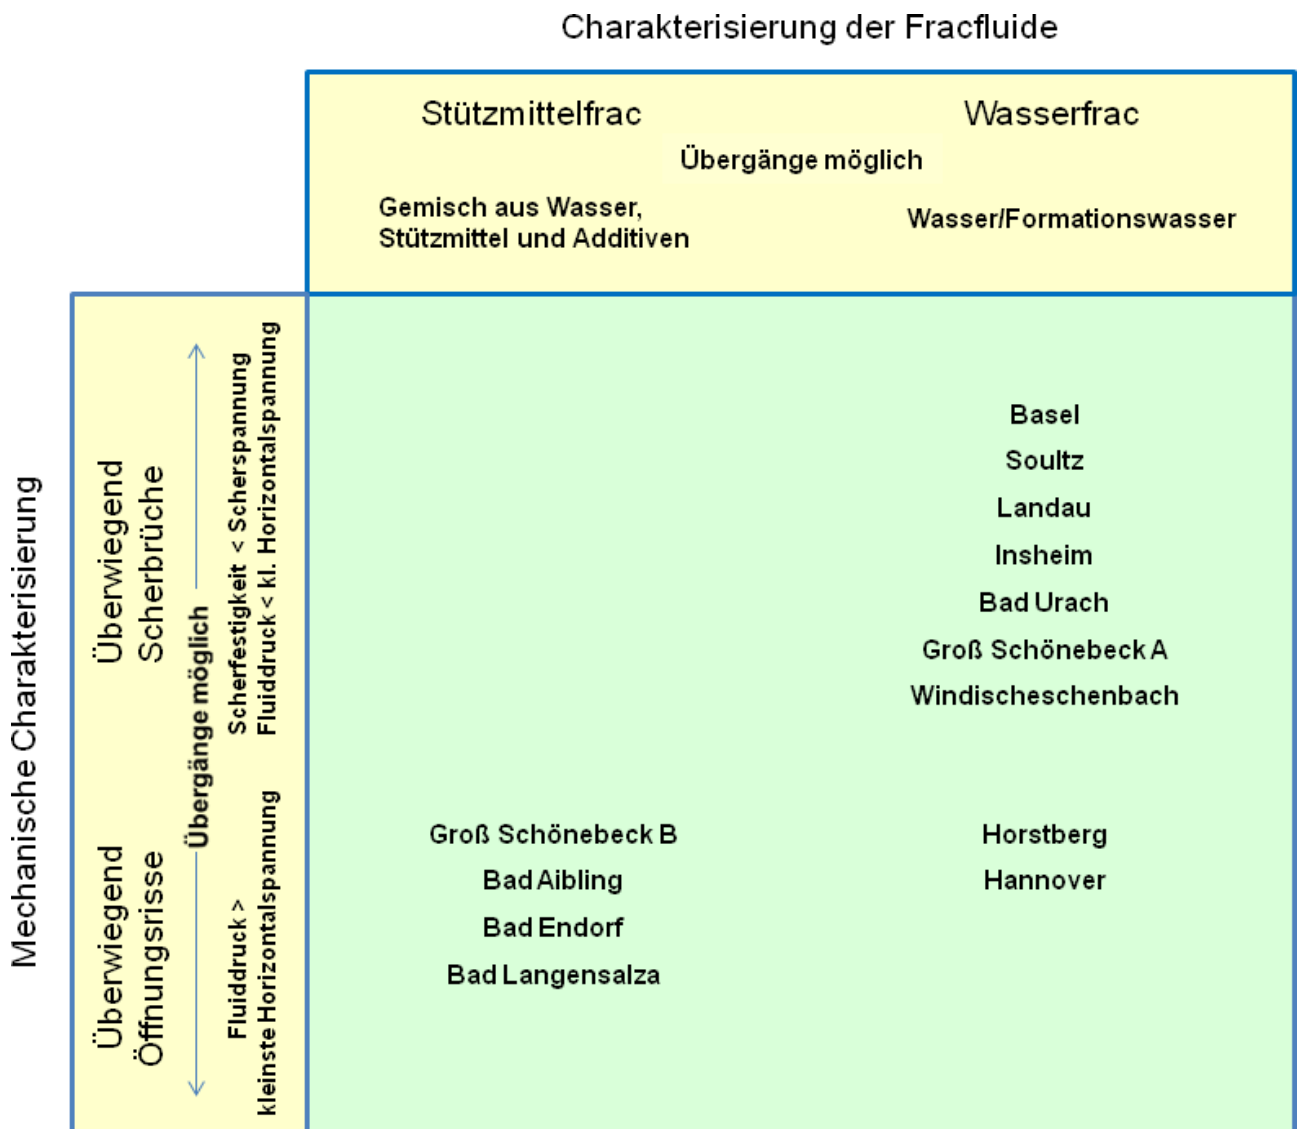 Charakterisierung der Fracfluide
Stützmittelfrac
Wasserfrac
Übergänge möglich
Gemisch aus Wasser,
Stützmittel und Additiven
Wasser/Formationswasser
Mechanische Charakterisierung
Überwiegend
Scherbrüche
Übergänge möglich
Scherfestigkeit < Scherspannung
Fluiddruck < kl. Horizontalspannung
Basel
Soultz
Landau
Insheim
Bad Urach
Groß Schönebeck A
Windischeschenbach
Überwiegend
Öffnungsrisse
Fluiddruck >
kleinste Horizontalspannung
Groß Schönebeck B
Bad Aibling
Bad Endorf
Bad Langensalza
Horstberg
Hannover